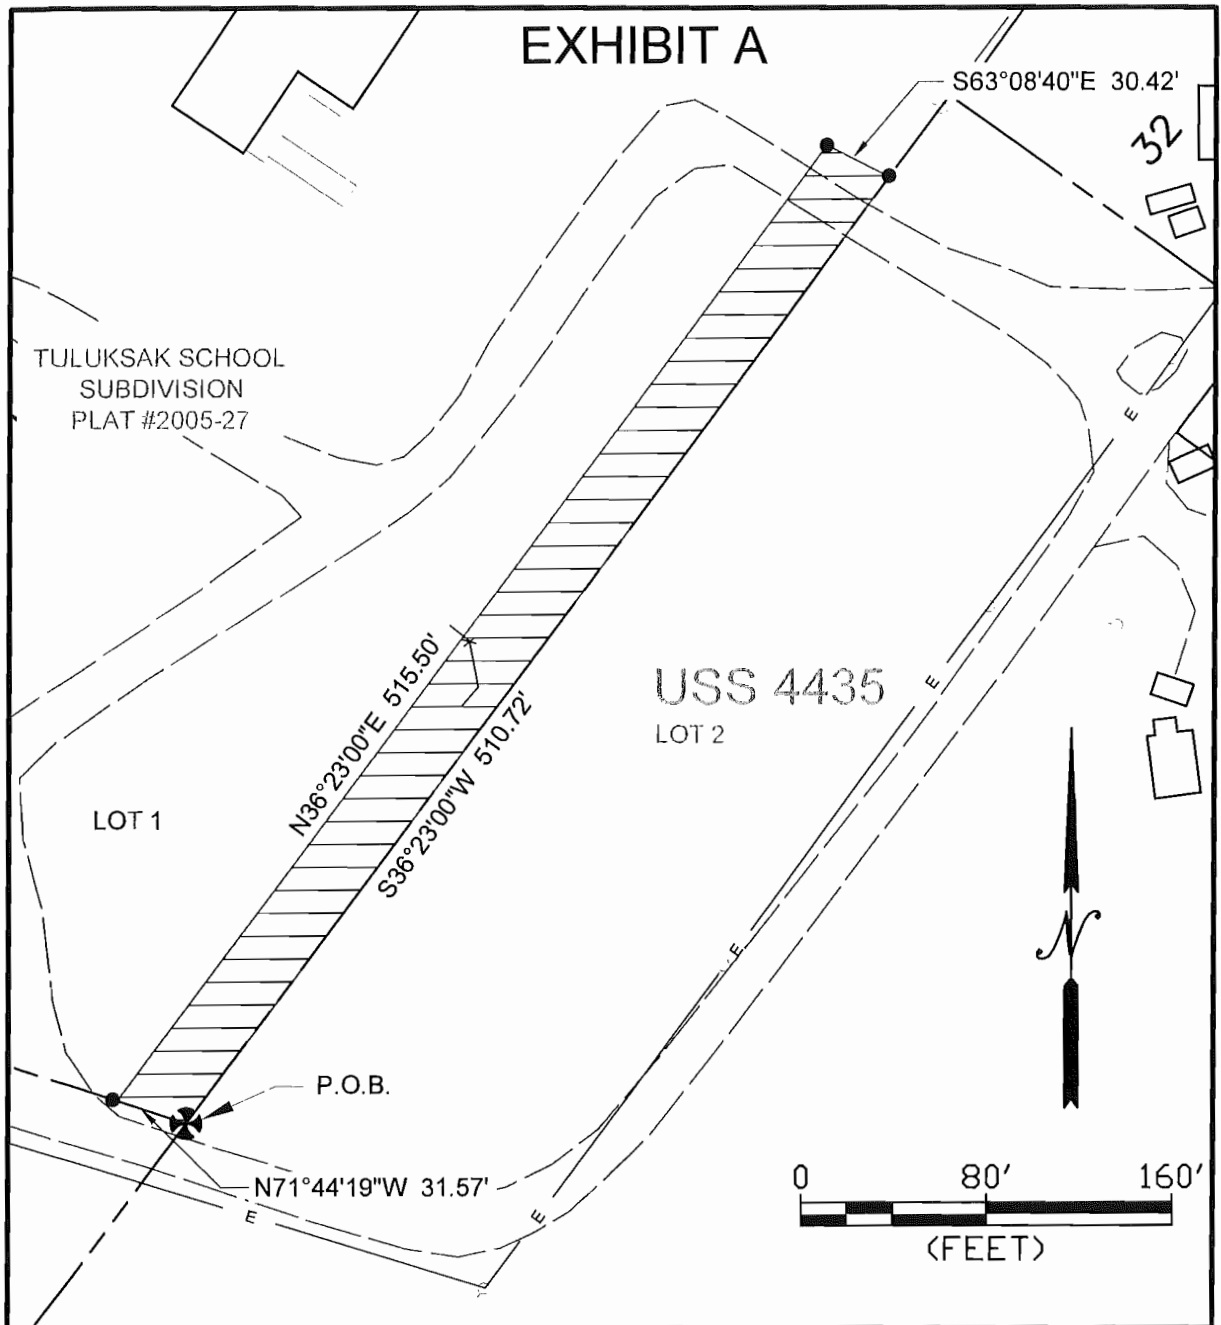 EXHIBIT A
S63°08'40"E 30.42'
32
TULUKSAK SCHOOL
SUBDIVISION
PLAT #2005-27
E
N36°23'00"E 515.50'
S36°23'00"W 510.72'
USS 4435
LOT 2
E
LOT 1
N
E
P.O.B.
N71°44'19"W 31.57'
E
E
0 80' 160'
(FEET)